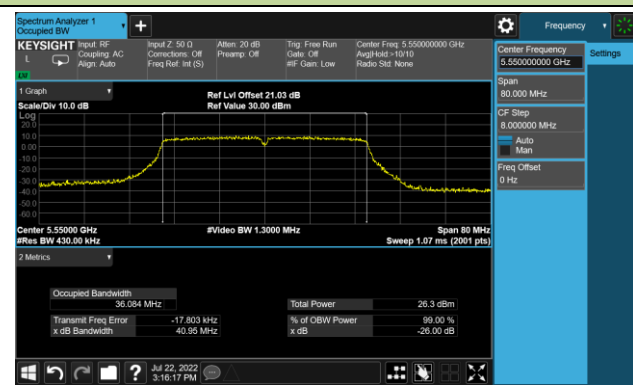 Spectrum Analyzer 1
Occupied BW
+
Frequency
KEYSIGHT Input: RF Input Z: 50 Ω Atten: 20 dB Trig: Free Run Center Freq: 5.550000000 GHz
L Coupling: AC Corrections: Off Preamp: Off Gate: Off Avg|Hold:>10/10
Align: Auto Freq Ref: Int (S) #IF Gain: Low Radio Std: None
Center Frequency
5.550000000 GHz
Settings
Span
80.000 MHz
CF Step
8.000000 MHz
Auto
Man
Freq Offset
0 Hz
1 Graph
Scale/Div 10.0 dB
Ref Lvl Offset 21.03 dB
Ref Value 30.00 dBm
Log
20.0
10.0
0.00
-10.0
-20.0
-30.0
-40.0
-50.0
-60.0
Center 5.55000 GHz #Video BW 1.3000 MHz Span 80 MHz
#Res BW 430.00 kHz Sweep 1.07 ms (2001 pts)
2 Metrics
Occupied Bandwidth
36.084 MHz
Total Power 26.3 dBm
Transmit Freq Error -17.803 kHz
% of OBW Power 99.00 %
x dB Bandwidth 40.95 MHz
x dB -26.00 dB
?
Jul 22, 2022
3:16:17 PM